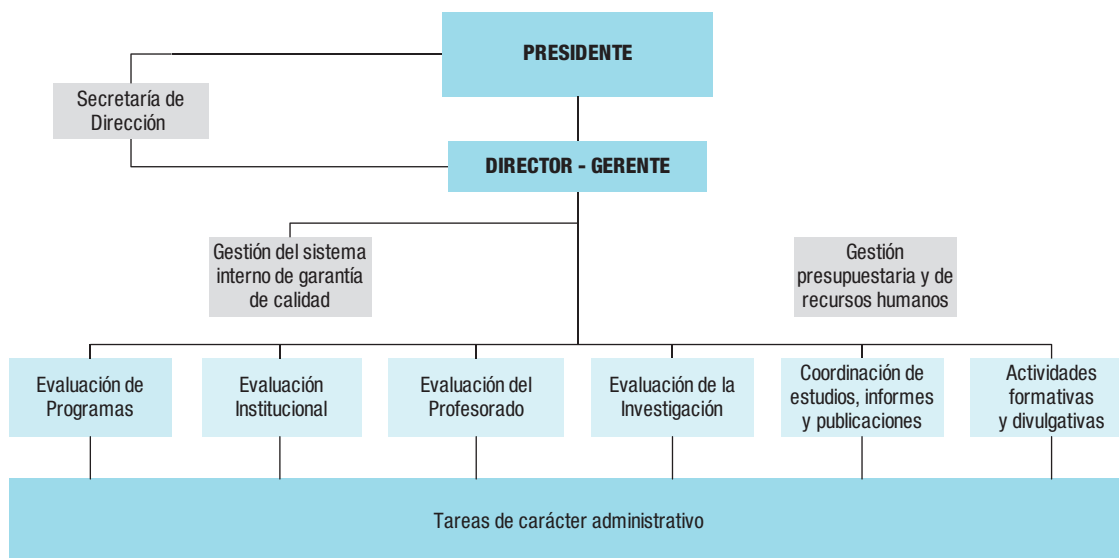 PRESIDENTE
Secretaría de
Dirección
DIRECTOR - GERENTE
Gestión del sistema
interno de garantía
de calidad
Gestión
presupuestaria y de
recursos humanos
Evaluación de
Programas
Evaluación
Institucional
Evaluación del
Profesorado
Evaluación de la
Investigación
Coordinación de
estudios, informes
y publicaciones
Actividades
formativas
y divulgativas
Tareas de carácter administrativo